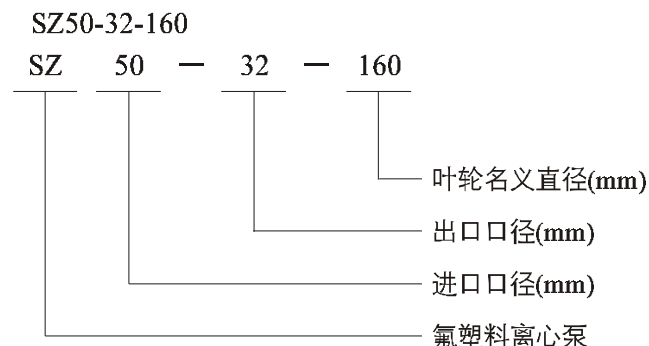 SZ50-32-160
SZ 50 — 32 — 160
叶轮名义直径(mm)
出口口径(mm)
进口口径(mm)
氟塑料离心泵